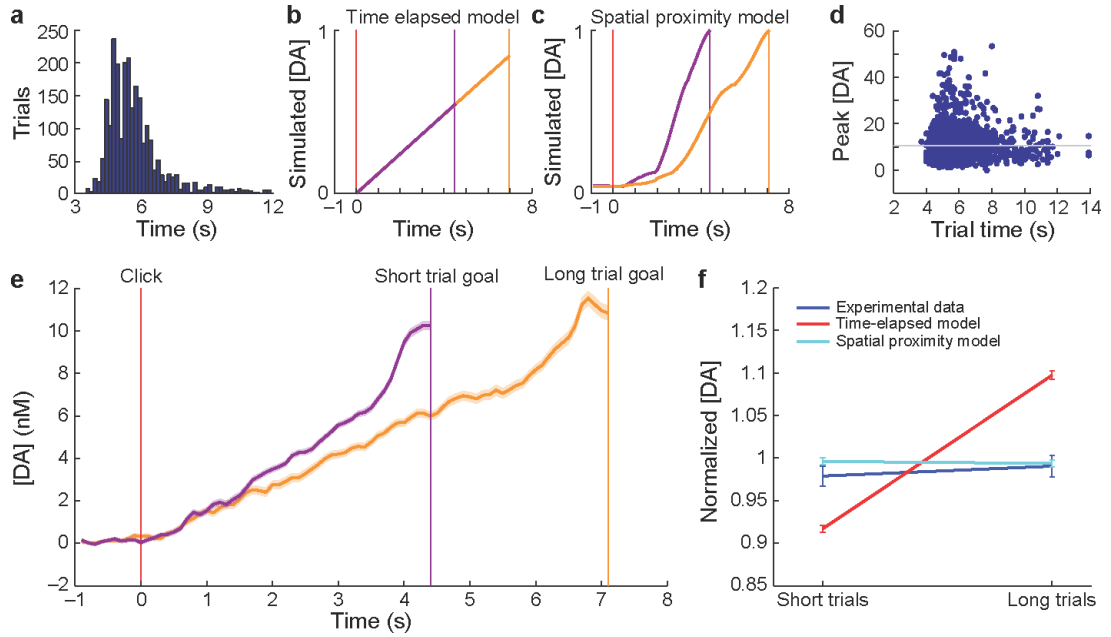 a
250
200
150
100
50
0
Trials
3
6
9
12
Time (s)
b
Time elapsed model
1
1
Simulated [DA]
−1
0
8
Time (s)
c
Spatial proximity model
1
0
Simulated [DA]
−1
0
8
Time (s)
d
60
50
40
20
10
0
Peak [DA]
2
4
6
8
10
12
14
Trial time (s)
e
Click
Short trial goal
Long trial goal
12
10
8
6
4
2
0
−2
[DA] (nM)
−1
0
1
2
3
4
5
6
7
8
Time (s)
f
1.2
1.15
1.1
1.05
1
0.95
0.9
0.85
Normalized [DA]
Experimental data
Time-elapsed model
Spatial proximity model
Short trials
Long trials